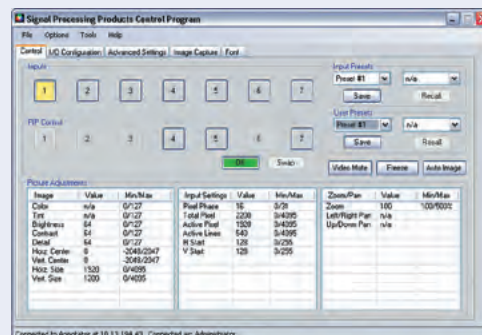 Signal Processing Products Control Program
File Options Tools Help
Control I/O Configuration Advanced Settings Image Capture Font
Inputs
1 2 3 4 5 6 7
Input Presets
Preset #1 n/a
Save Recall
PIP Control
1 2 3 4 5 6 7
User Presets
Preset #1 n/a
Save Recall
Off Swap
Video Mute Freeze Auto Image
Picture Adjustments
Image Value Min/Max
Color n/a 0/127
Tint n/a 0/127
Brightness 64 0/127
Contrast 64 0/127
Detail 64 0/127
Horz. Center 0 -2048/2047
Vert. Center 0 -2048/2047
Horz. Size 1920 0/4095
Vert. Size 1200 0/4095
Input Settings Value Min/Max
Pixel Phase 16 0/31
Total Pixel 2200 0/4095
Active Pixel 1920 0/4095
Active Lines 540 0/4095
H Start 128 0/255
V Start 128 0/255
Zoom/Pan Value Min/Max
Zoom 100 100/500%
Left/Right Pan n/a
Up/Down Pan n/a